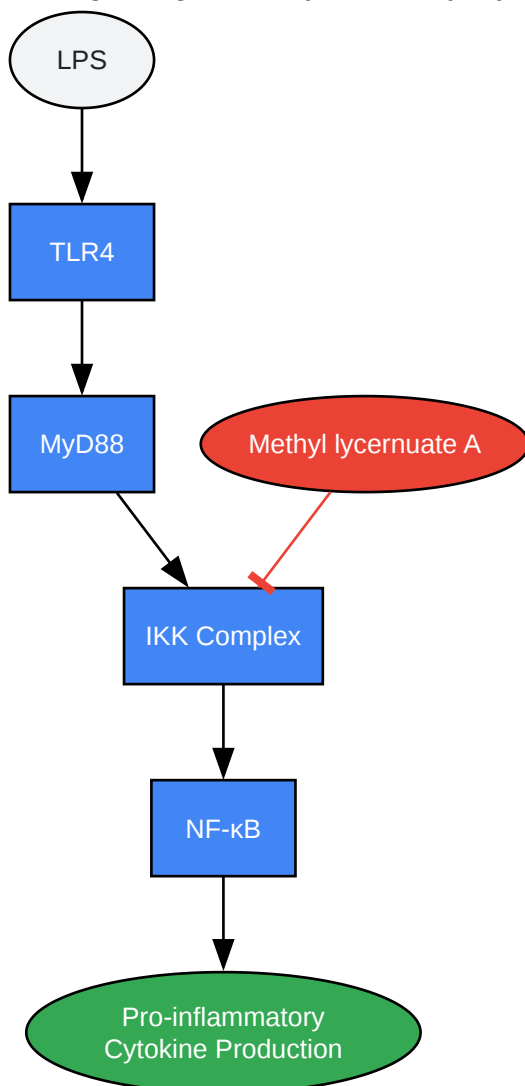 LPS
TLR4
MyD88
Methyl lycernuate A
IKK Complex
NF-κB
Pro-inflammatory
Cytokine Production